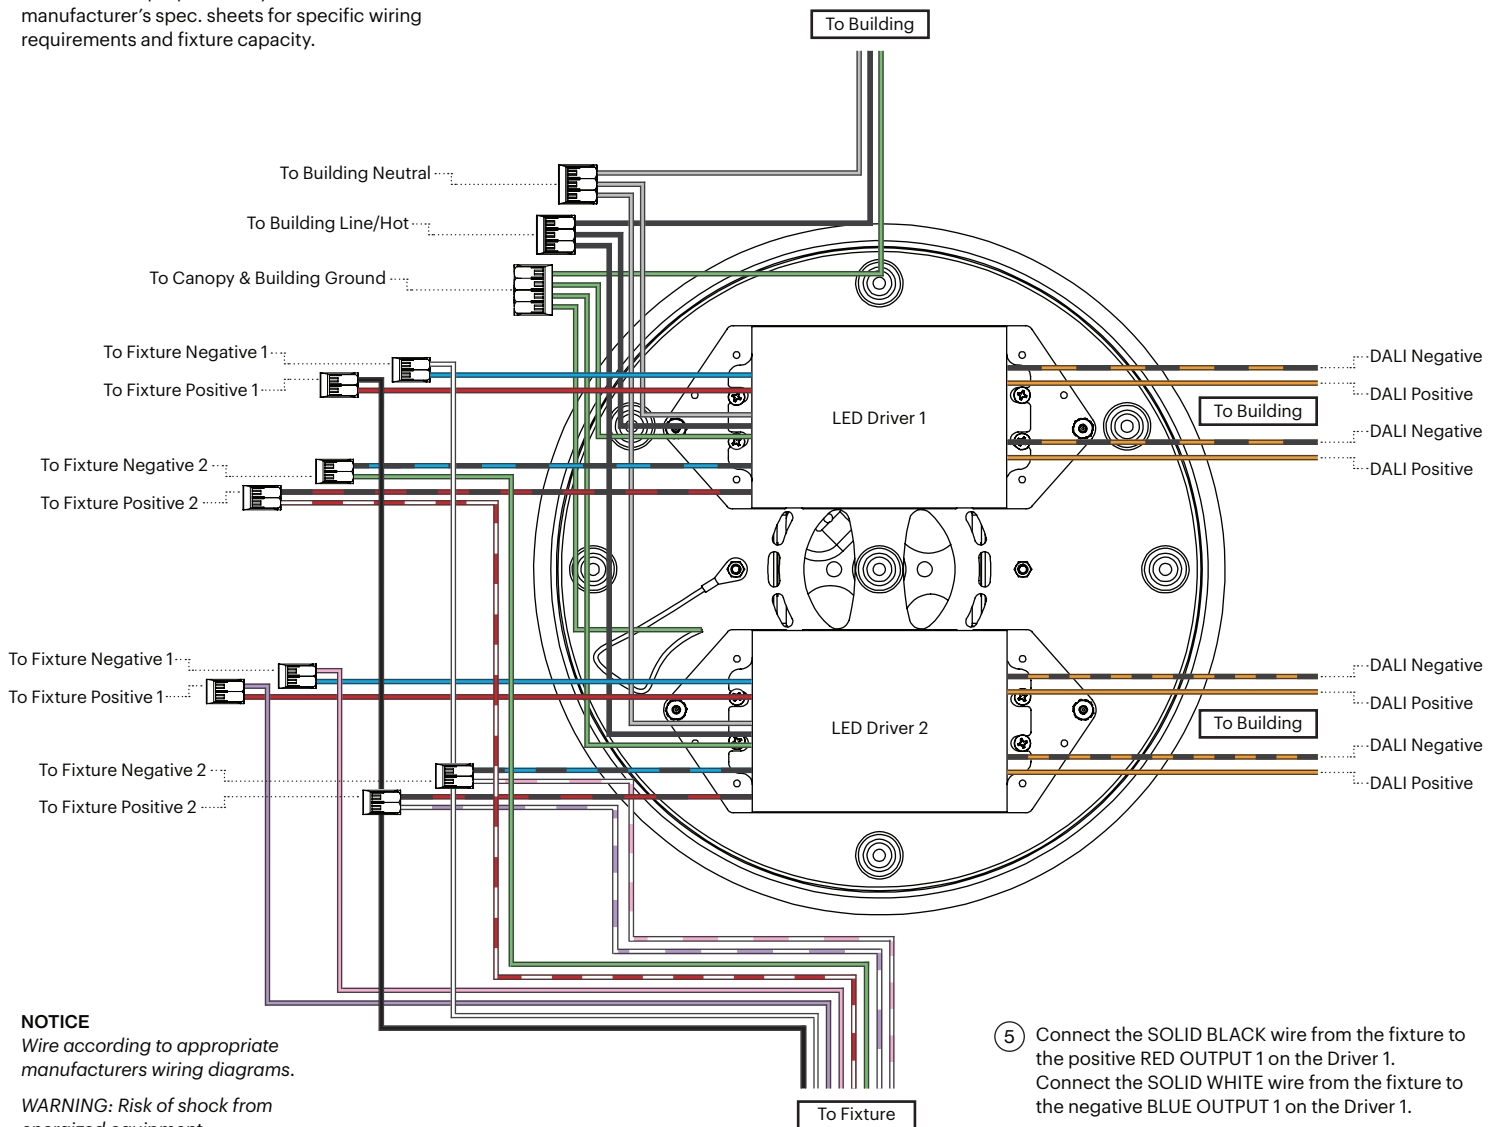 manufacturer's spec. sheets for specific wiring
requirements and fixture capacity.
To Building
To Building Neutral
To Building Line/Hot
To Canopy & Building Ground
To Fixture Negative 1
To Fixture Positive 1
To Fixture Negative 2
To Fixture Positive 2
LED Driver 1
DALI Negative
DALI Positive
To Building
DALI Negative
DALI Positive
To Fixture Negative 1
To Fixture Positive 1
To Fixture Negative 2
To Fixture Positive 2
LED Driver 2
DALI Negative
DALI Positive
To Building
DALI Negative
DALI Positive
NOTICE
Wire according to appropriate
manufacturers wiring diagrams.
WARNING: Risk of shock from
To Fixture
5 Connect the SOLID BLACK wire from the fixture to
the positive RED OUTPUT 1 on the Driver 1.
Connect the SOLID WHITE wire from the fixture to
the negative BLUE OUTPUT 1 on the Driver 1.